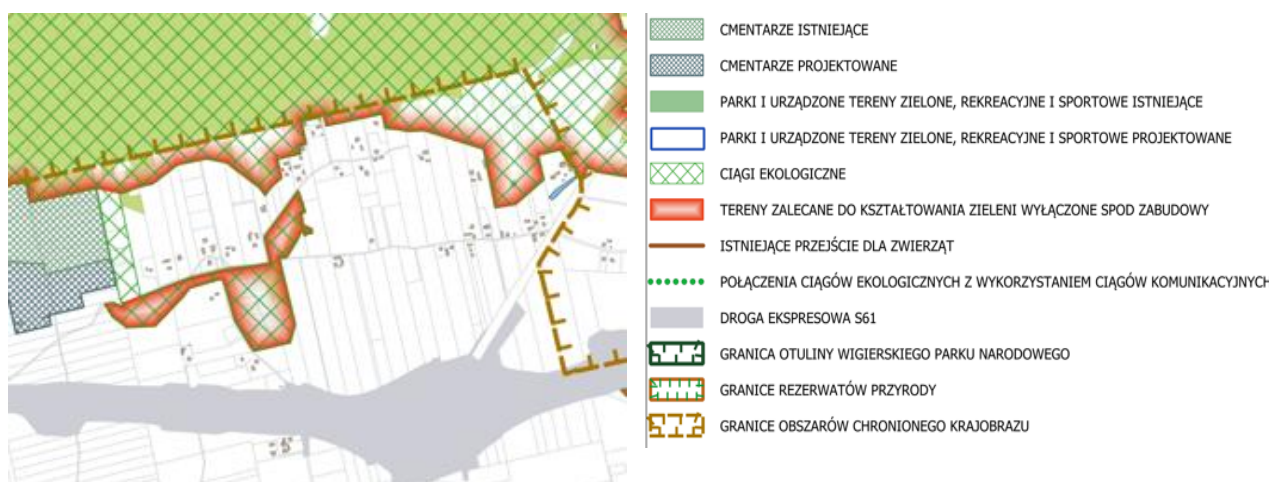 CMENTARZE ISTNIEJĄCE
CMENTARZE PROJEKTOWANE
PARKI I URZĄDZONE TERENY ZIELONE, REKREACYJNE I SPORTOWE ISTNIEJĄCE
PARKI I URZĄDZONE TERENY ZIELONE, REKREACYJNE I SPORTOWE PROJEKTOWANE
CIĄGI EKOLOGICZNE
TERENY ZALECANE DO KSZTAŁTOWANIA ZIELENI WYŁĄCZONE SPOD ZABUDOWY
ISTNIEJĄCE PRZEJŚCIE DLA ZWIERZĄT
POŁĄCZENIA CIĄGÓW EKOLOGICZNYCH Z WYKORZYSTANIEM CIĄGÓW KOMUNIKACYJNYCH
DROGA EKSPRESOWA S61
GRANICA OTULINY WIGIERSKIEGO PARKU NARODOWEGO
GRANICE REZERWATÓW PRZYRODY
GRANICE OBSZARÓW CHRONIONEGO KRAJOBRAZU